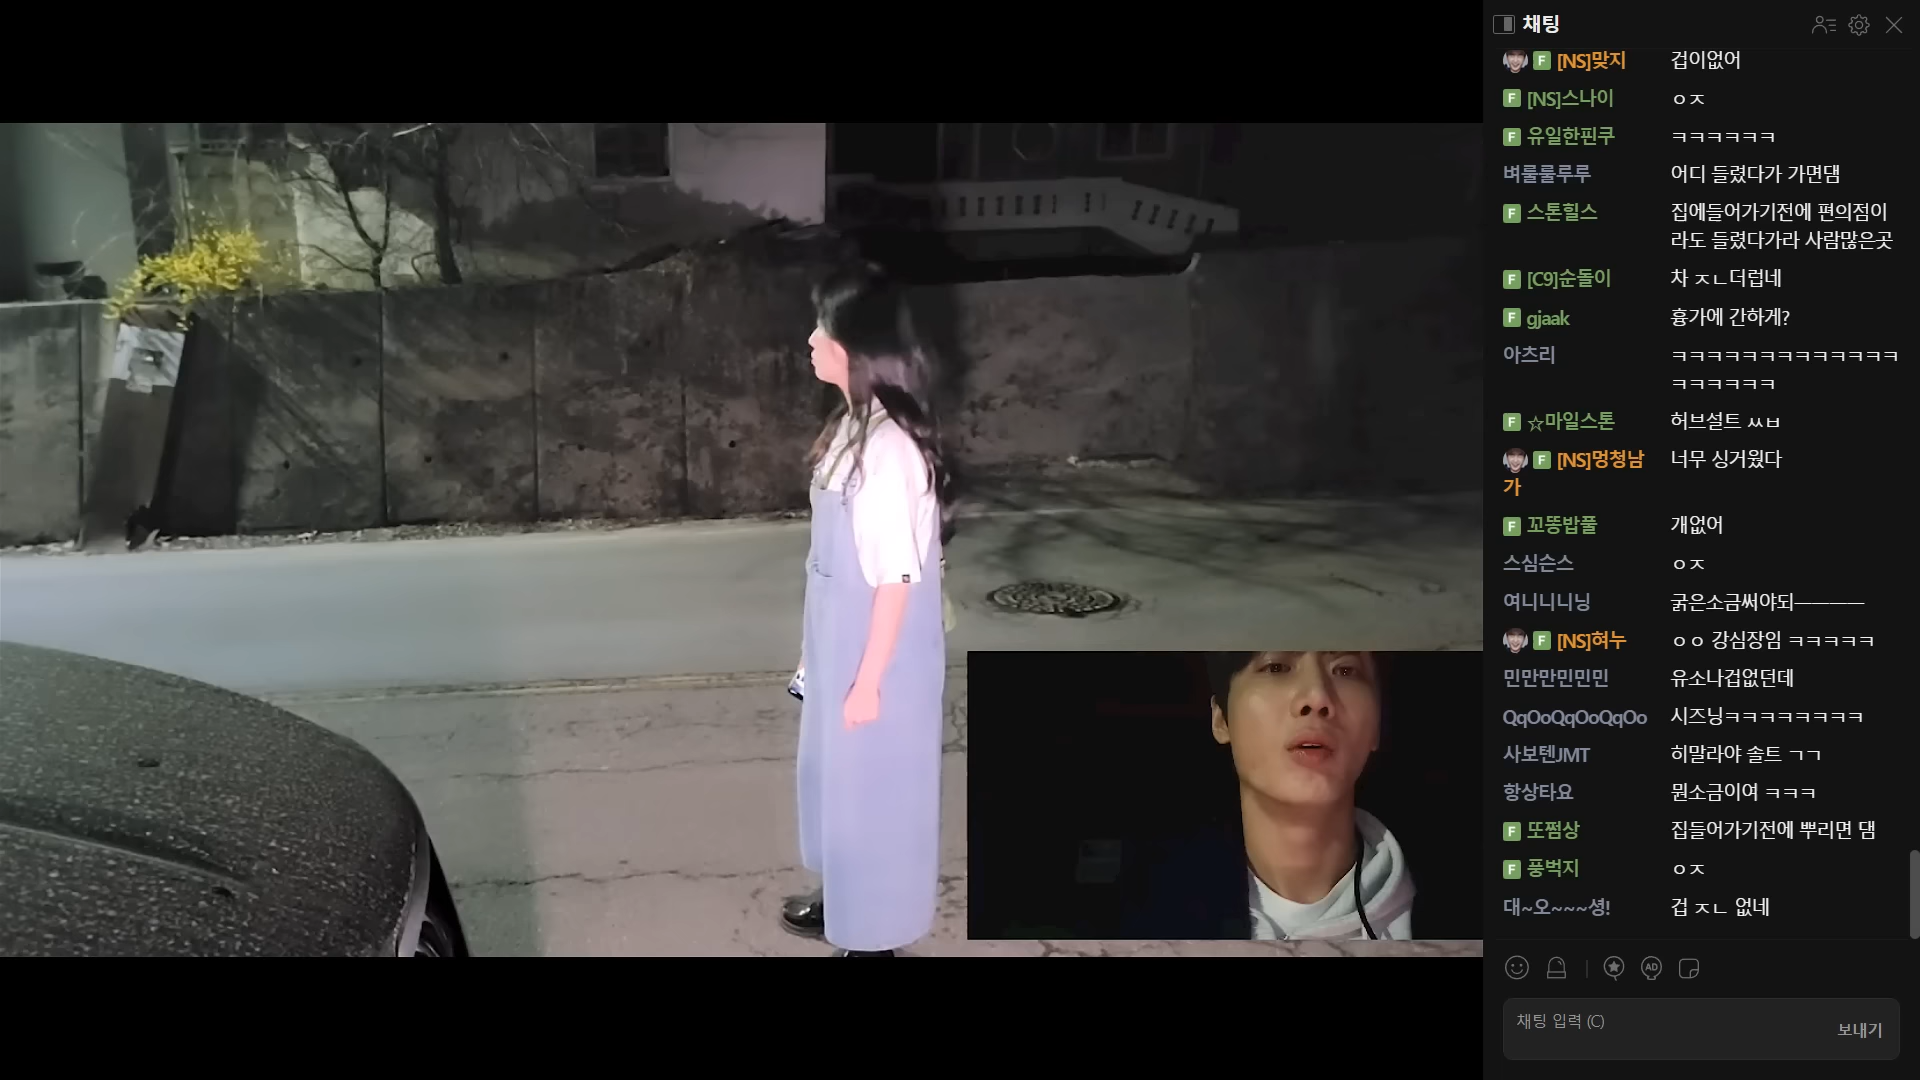 채팅
F [NS]맞지 겁이없어
F [NS]스나이 ㅇㅈ
F 유일한핀쿠 ㅋㅋㅋㅋㅋㅋ
벼룰룰루루 어디 들렸다가 가면댐
F 스톤힐스 집에들어가기전에 편의점이
라도 들렸다가라 사람많은곳
F [C9]순돌이 차 ㅈㄴ더럽네
F gjaak 흉가에 간하게?
아츠리 ㅋㅋㅋㅋㅋㅋㅋㅋㅋㅋㅋㅋㅋ
ㅋㅋㅋㅋㅋㅋ
F ☆마일스톤 허브설트 ㅆㅂ
F [NS]멍청남 너무 싱거웠다
가
F 꼬똥밥풀 개없어
스심슨스 ㅇㅈ
여니니니닝 굵은소금써야되ㅡㅡㅡㅡ
F [NS]혀누 ㅇㅇ 강심장임 ㅋㅋㅋㅋㅋ
민만만민민민 유소나겁없던데
QqOoQqOoQqOo 시즈닝ㅋㅋㅋㅋㅋㅋㅋㅋ
사보텐JMT 히말라야 솔트 ㄱㄱ
항상타요 뭔소금이여 ㅋㅋㅋ
F 또쩜상 집들어가기전에 뿌리면 댐
F 풍벅지 ㅇㅈ
대~오~~~셩! 겁 ㅈㄴ 없네
AD
채팅 입력 (C)
보내기